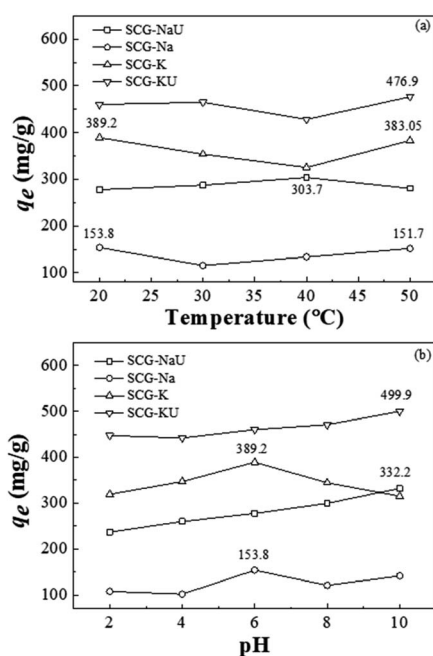 (a)
SCG-NaU
SCG-Na
SCG-K
SCG-KU
600
500
400
300
200
100
qe (mg/g)
389.2
476.9
383.05
303.7
153.8
151.7
20 25 30 35 40 45 50
Temperature (°C)
(b)
SCG-NaU
SCG-Na
SCG-K
SCG-KU
600
500
400
300
200
100
qe (mg/g)
499.9
389.2
332.2
153.8
2 4 6 8 10
pH